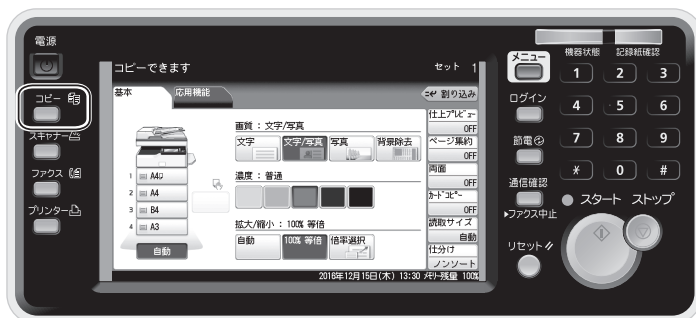 電源
コピー
スキャナー
ファクス
プリンター
コピーできます
セット 1
基本
応用機能
割り込み
1 A4
2 A4
3 B4
4 A3
自動
画質 : 文字/写真
文字
文字/写真
写真
背景除去
濃度 : 普通
拡大/縮小 : 100% 等倍
自動
100% 等倍
倍率選択
仕上プレビュー
OFF
ページ集約
OFF
両面
OFF
カードコピー
OFF
読取サイズ
自動
仕分け
ノンソート
2016年12月15日(木) 13:30 メモリー残量 100%
メニュー
ログイン
節電
通信確認
▶ファクス中止
リセット
機器状態
記録紙確認
1 2 3
4 5 6
7 8 9
* 0 #
スタート ストップ